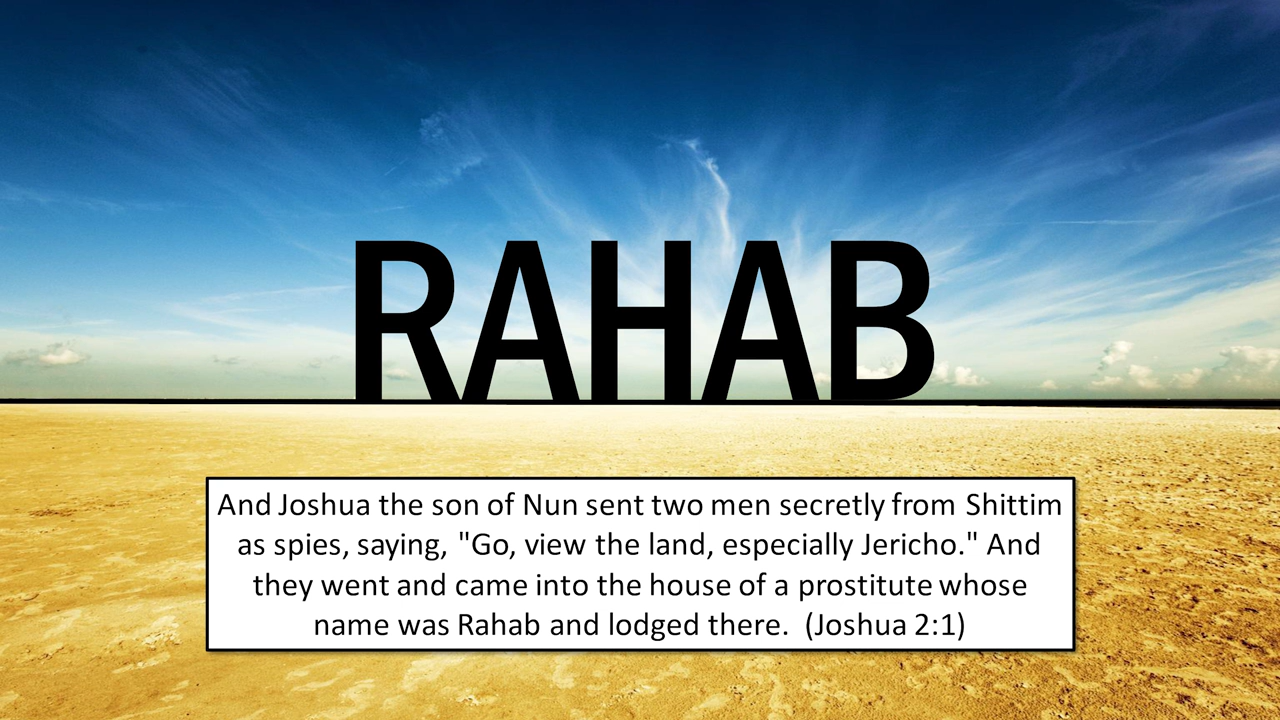 RAHAB
And Joshua the son of Nun sent two men secretly from Shittim
as spies, saying, "Go, view the land, especially Jericho." And
they went and came into the house of a prostitute whose
name was Rahab and lodged there.  (Joshua 2:1)